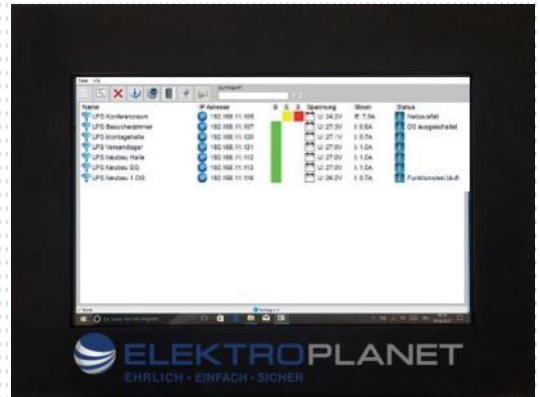 Datei Info
Suchbegriff
Name IP Adresse B S S Spannung Strom Status
LPS Konferenzraum 192.168.11.105 U: 24,2V 7,9A Netzausfall
LPS Besucherzimmer 192.168.11.107 U: 27.3V I: 0.6A DS ausgeschaltet
LPS Montagehalle 192.168.11.120 U: 27.1V I: 0.7A
LPS Versandlager 192.168.11.121 U: 27.0V I: 1.0A
LPS Neubau Halle 192.168.11.112 U: 27.0V I: 1.0A
LPS Neubau EG 192.168.11.113 U: 27.0V I: 1.0A
LPS Neubau 1.OG 192.168.11.116 U: 26.2V I: 0.7A Funktionstest läuft
ELEKTROPLANET
EHRLICH - EINFACH - SICHER